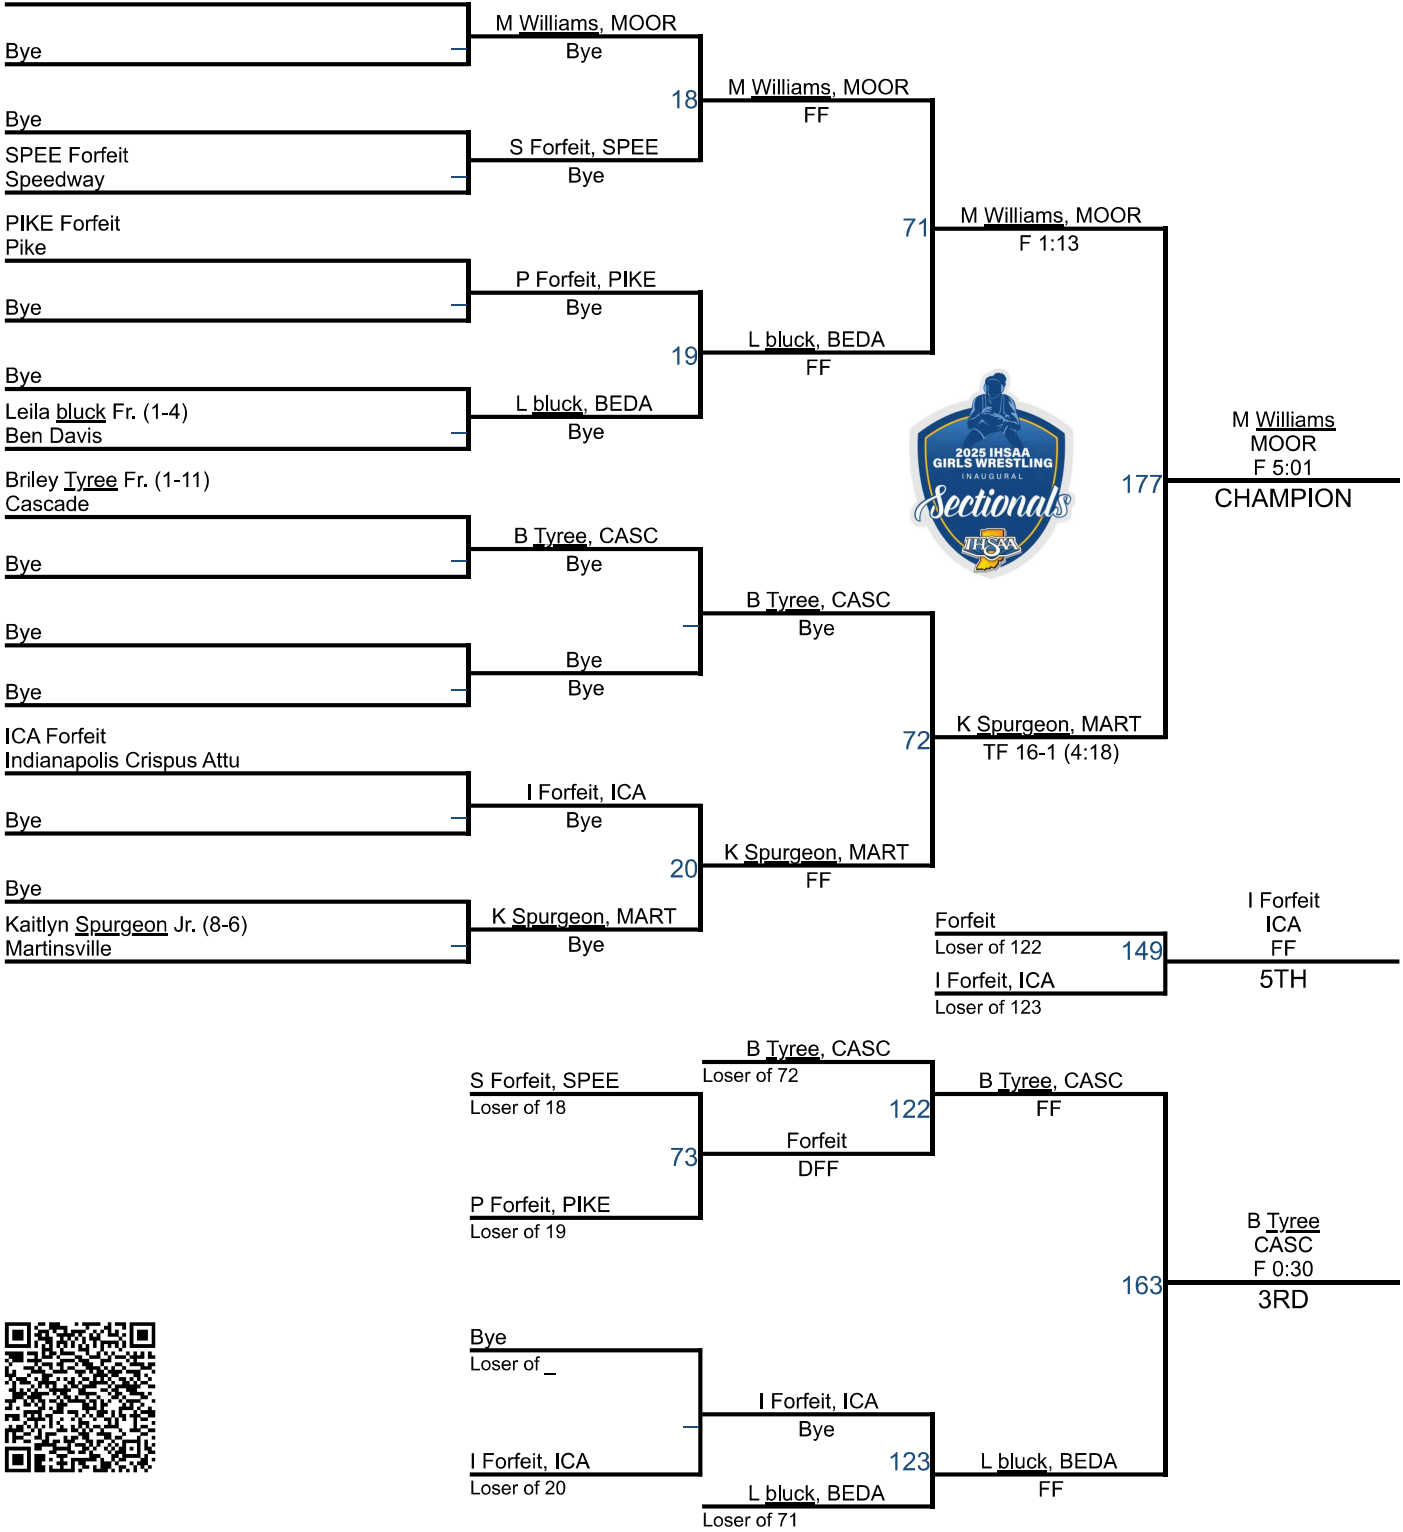 Bye
Bye
SPEE Forfeit
Speedway
PIKE Forfeit
Pike
Bye
Bye
Leila bluck Fr. (1-4)
Ben Davis
Briley Tyree Fr. (1-11)
Cascade
Bye
Bye
Bye
ICA Forfeit
Indianapolis Crispus Attu
Bye
Bye
Kaitlyn Spurgeon Jr. (8-6)
Martinsville
M Williams, MOOR
Bye
18
S Forfeit, SPEE
Bye
P Forfeit, PIKE
Bye
19
L bluck, BEDA
Bye
B Tyree, CASC
Bye
Bye
Bye
I Forfeit, ICA
Bye
20
K Spurgeon, MART
Bye
M Williams, MOOR
FF
71
L bluck, BEDA
FF
B Tyree, CASC
Bye
72
K Spurgeon, MART
FF
M Williams, MOOR
F 1:13
2025 IHSAA
GIRLS WRESTLING
INAUGURAL
Sectionals
IHSAA
177
K Spurgeon, MART
TF 16-1 (4:18)
M Williams
MOOR
F 5:01
CHAMPION
Forfeit
Loser of 122
149
I Forfeit, ICA
Loser of 123
I Forfeit
ICA
FF
5TH
S Forfeit, SPEE
Loser of 18
73
P Forfeit, PIKE
Loser of 19
B Tyree, CASC
Loser of 72
122
Forfeit
DFF
B Tyree, CASC
FF
163
B Tyree
CASC
F 0:30
3RD
Bye
Loser of _
I Forfeit, ICA
Loser of 20
I Forfeit, ICA
Bye
123
L bluck, BEDA
Loser of 71
L bluck, BEDA
FF